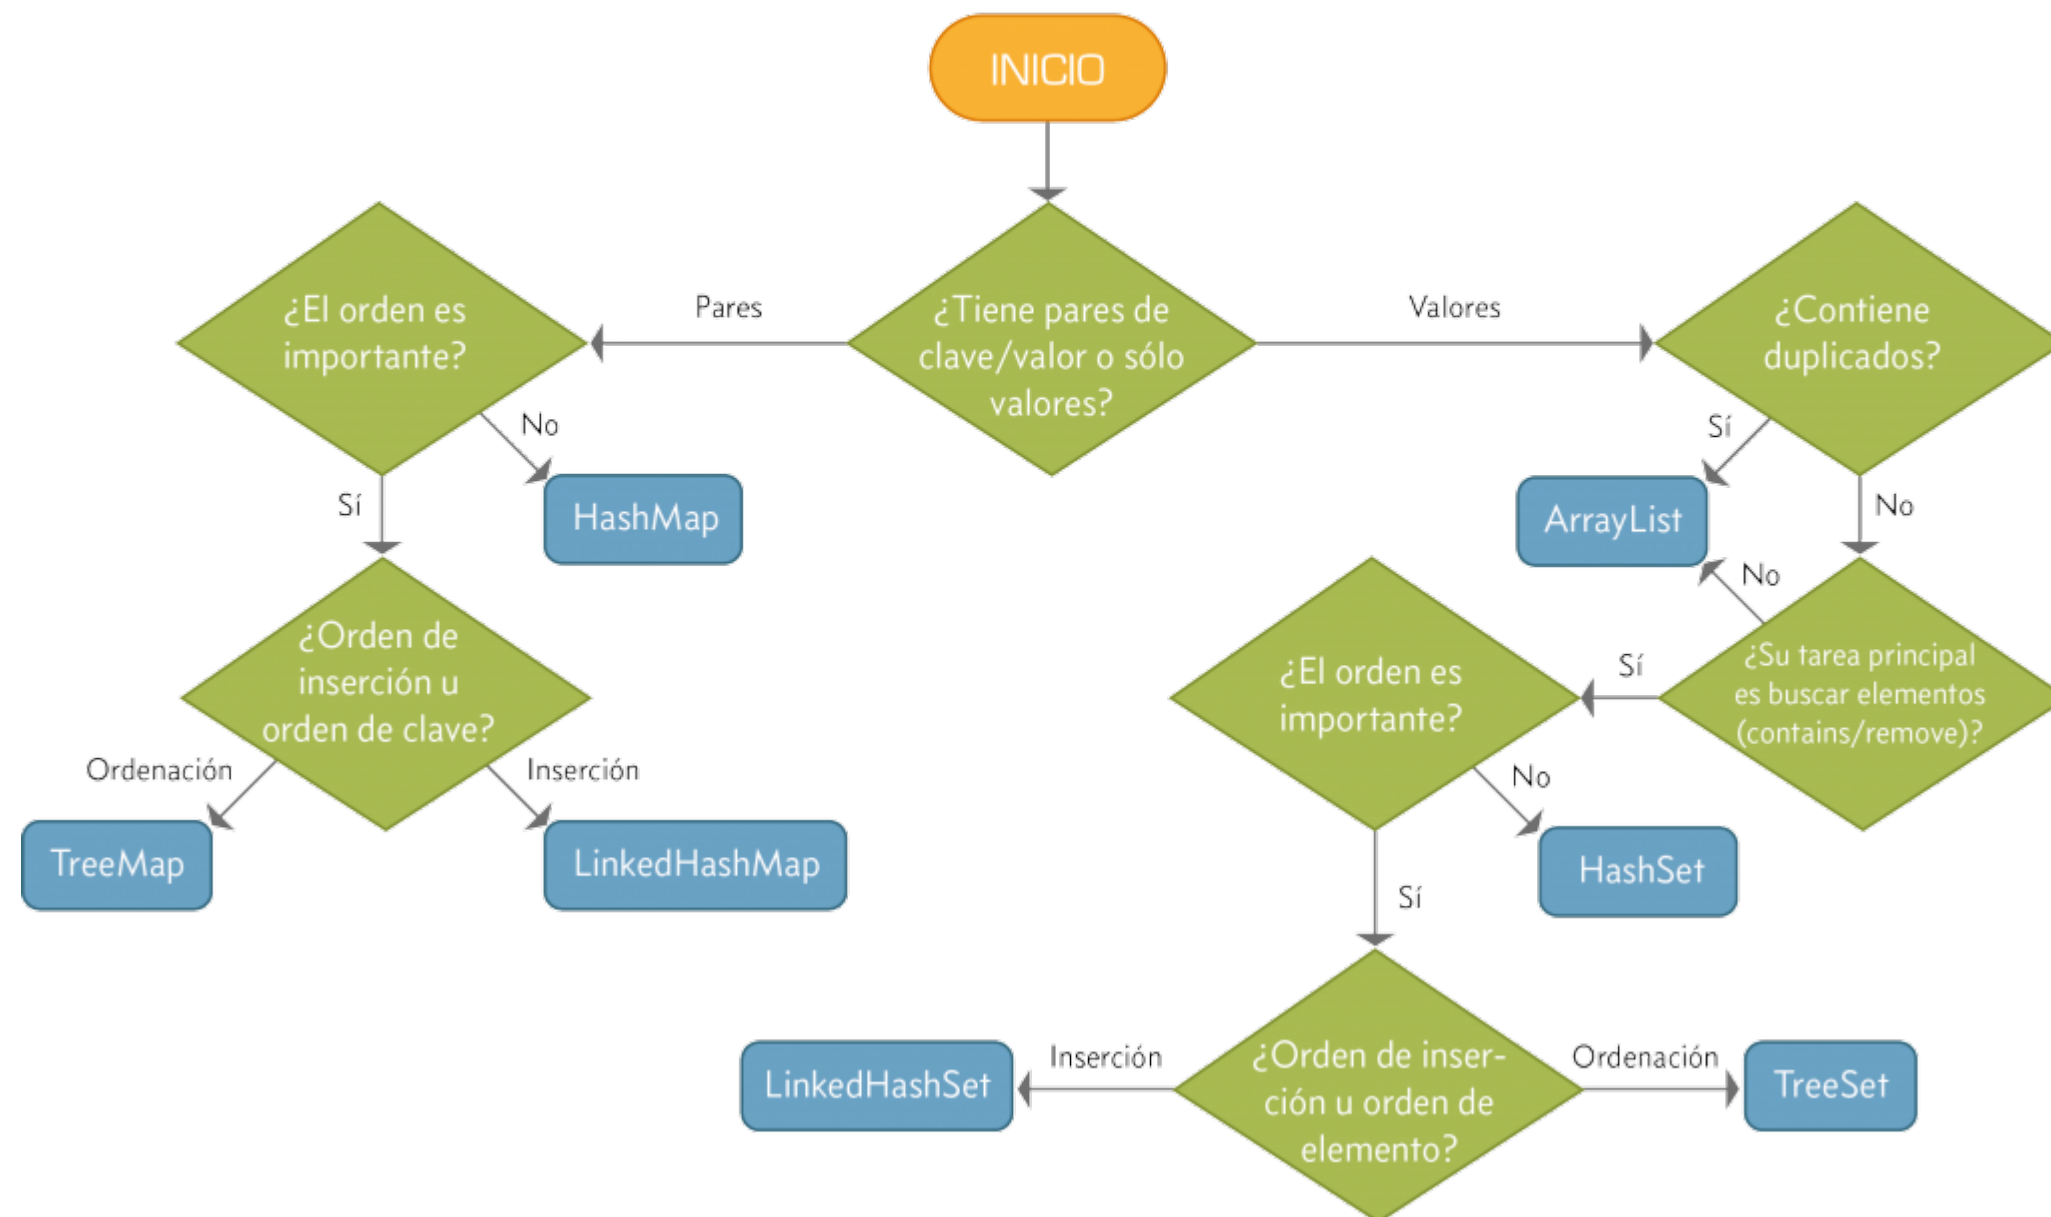 INICIO
¿El orden es
importante?
Pares
¿Tiene pares de
clave/valor o sólo
valores?
Valores
¿Contiene
duplicados?
No
Sí
HashMap
Sí
ArrayList
No
No
¿Orden de
inserción u
orden de clave?
Ordenación
Inserción
TreeMap
LinkedHashMap
¿El orden es
importante?
Sí
¿Su tarea principal
es buscar elementos
(contains/remove)?
No
HashSet
Sí
LinkedHashSet
Inserción
¿Orden de inser-
ción u orden de
elemento?
Ordenación
TreeSet